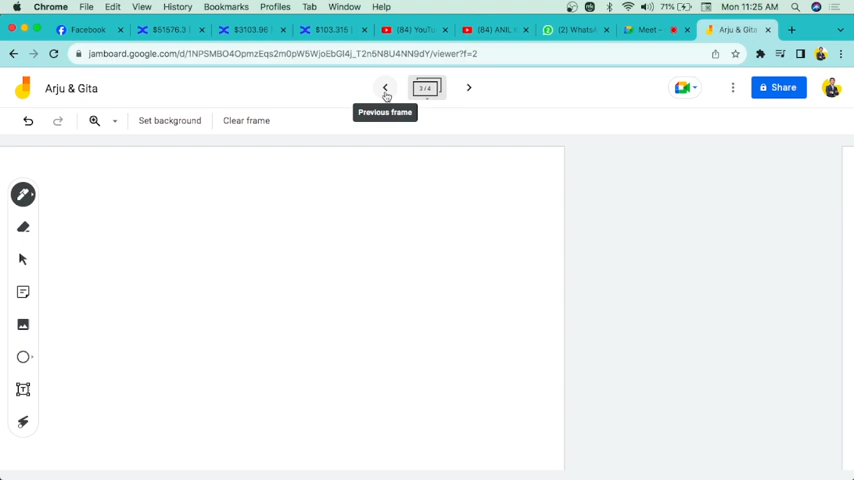 Chrome File Edit View History Bookmarks Profiles Tab Window Help 71% Mon 11:25 AM
Facebook $51576.3 $3103.96 $103.315 (84) YouTu (84) ANIL (2) Whats Meet – Arju & Gita
jamboard.google.com/d/1NPSMBO4OpmzEqs2m0pW5WjoEbGl4j_T2n5N8U4NN9dY/viewer?f=2
Arju & Gita 3 / 4 Share
Previous frame
Set background Clear frame
T